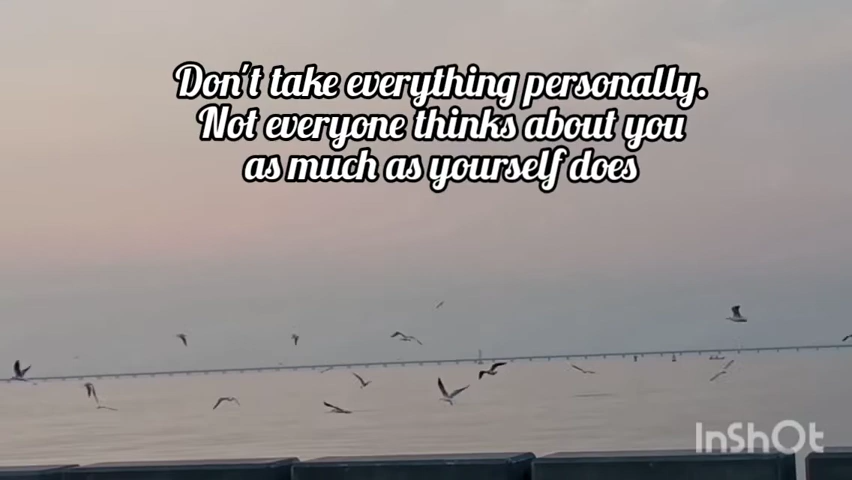 Don't take everything personally.
Not everyone thinks about you
as much as yourself does
InShOt